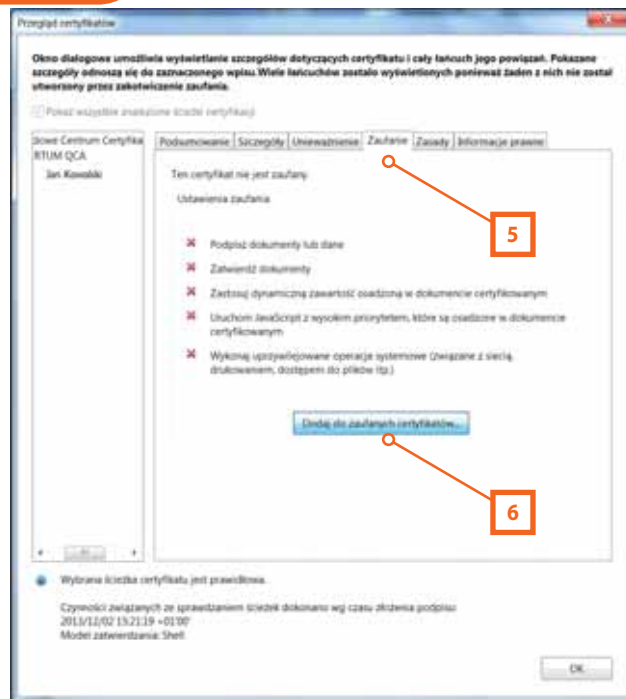 Przegląd certyfikatów
Okno dialogowe umożliwia wyświetlanie szczegółów dotyczących certyfikatu i cały łańcuch jego powiązań. Pokazane
szczegóły odnoszą się do zaznaczonego wpisu. Wiele łańcuchów zostało wyświetlonych ponieważ żaden z nich nie został
utworzony przez zakotwiczenie zaufania.
Pokaż wszystkie znalezione ścieżki certyfikacji
dowe Centrum Certyfika
RTUM QCA
Jan Kowalski
Podsumowanie Szczegóły Unieważnienie Zaufanie Zasady Informacje prawne
Ten certyfikat nie jest zaufany.
Ustawienia zaufania
5
Podpisz dokumenty lub dane
Zatwierdź dokumenty
Zastosuj dynamiczną zawartość osadzoną w dokumencie certyfikowanym
Uruchom JavaScript z wysokim priorytetem, które są osadzone w dokumencie
certyfikowanym
Wykonaj uprzywilejowane operacje systemowe (związane z siecią,
drukowaniem, dostępem do plików itp.)
Dodaj do zaufanych certyfikatów...
6
Wybrana ścieżka certyfikatu jest prawidłowa.
Czynności związanych ze sprawdzaniem ścieżek dokonano wg czasu złożenia podpisu:
2013/12/02 15:21:19 +01'00'
Model zatwierdzania: Shell
OK